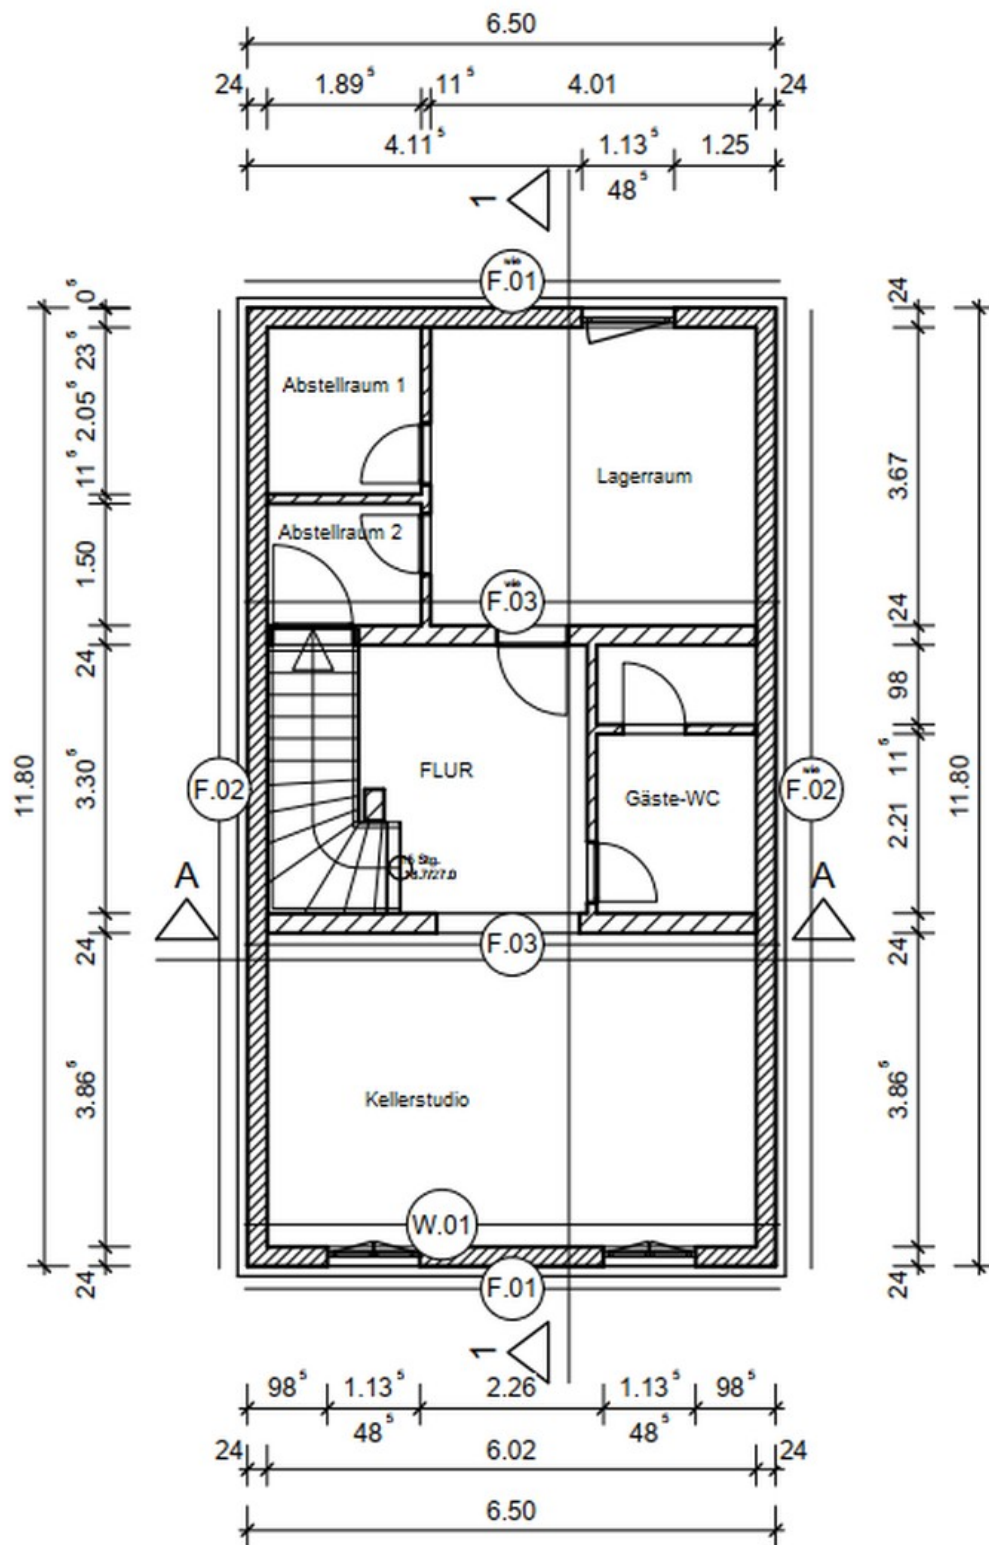 6.50
24 1.89⁵ 11⁵ 4.01 24
4.11⁵ 1.13⁵ 1.25
48⁵
1
wie
F.01
0⁵
24
23⁵
Abstellraum 1
2.05⁵
11⁵
Lagerraum
3.67
Abstellraum 2
1.50
wie
F.03
24
24
98
3.30⁵
11.80
FLUR
F.02
11⁵
wie
F.02
11.80
Gäste-WC
2.21
Stg.
A
A
24
F.03
24
3.86⁵
3.86⁵
Kellerstudio
W.01
24
F.01
24
1
98⁵ 1.13⁵ 2.26 1.13⁵ 98⁵
48⁵ 48⁵
24 6.02 24
6.50